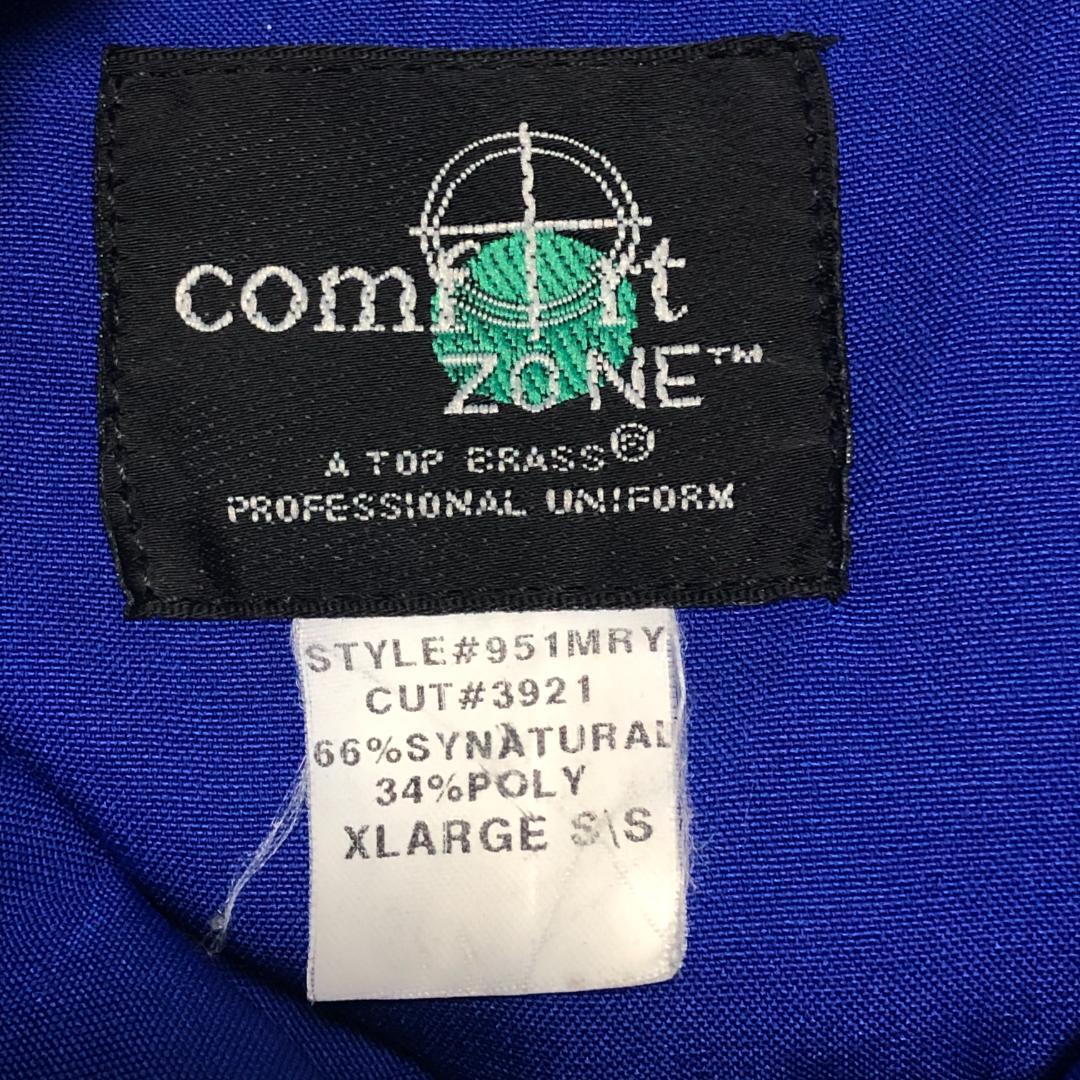 comfort
ZONE™
A TOP BRASS®
PROFESSIONAL UNIFORM
STYLE#951MRY
CUT#3921
66%SYNATURAL
34%POLY
XLARGE S\S